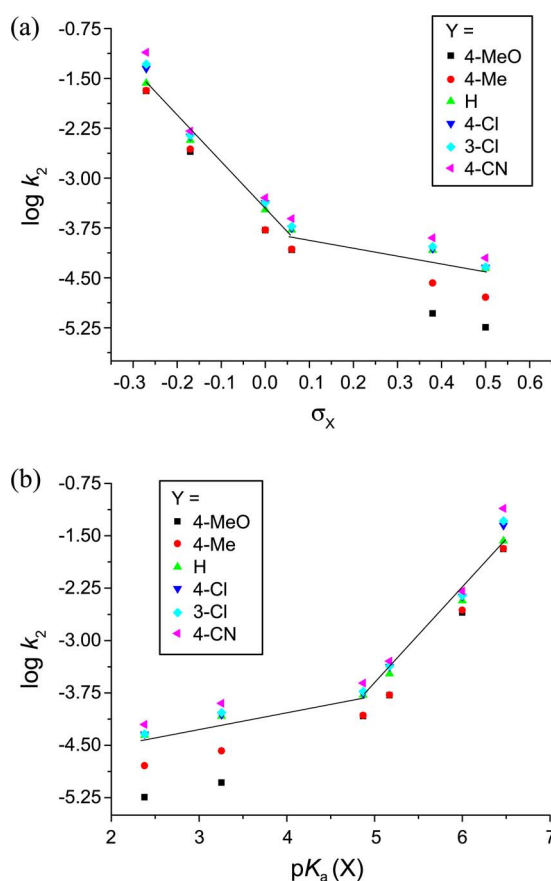 (a)
-0.75
-1.50
-2.25
-3.00
-3.75
-4.50
-5.25
log k₂
Y =
4-MeO
4-Me
H
4-Cl
3-Cl
4-CN
-0.3 -0.2 -0.1 0.0 0.1 0.2 0.3 0.4 0.5 0.6
σX
(b)
-0.75
-1.50
-2.25
-3.00
-3.75
-4.50
-5.25
log k₂
Y =
4-MeO
4-Me
H
4-Cl
3-Cl
4-CN
2 3 4 5 6 7
pKₐ(X)